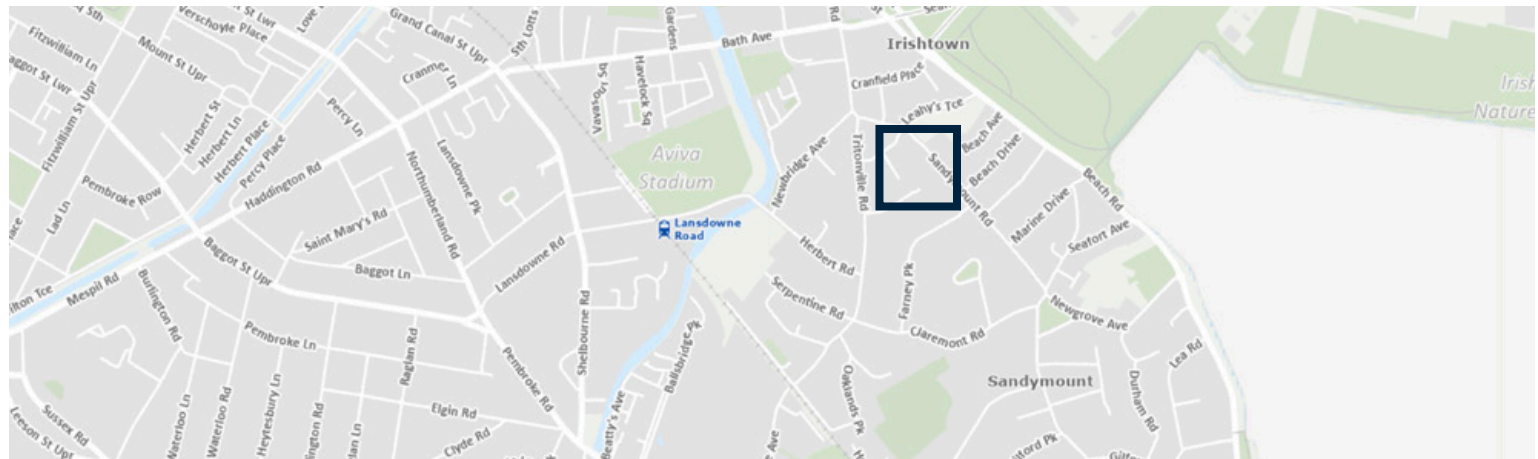 Verschoyle Place
Grand Canal St Upr
Fitzwilliam Ln
Mount St Upr
Gardens
Bath Ave
Irishtown
Cranmer Ln
Vavasour Sq
Havelock Sq
Cranfield Place
Leahy's Tce
Fitzwilliam St Upr
Herbert St
Herbert Ln
Herbert Place
Percy Place
Percy Ln
Aviva
Stadium
Newbridge Ave
Tritonville Rd
Beach Ave
Beach Drive
Sandymount Rd
Beach Rd
Nature
Pembroke Row
Lad Ln
Haddington Rd
Northumberland Rd
Lansdowne Pk
Saint Mary's Rd
Lansdowne
Road
Marine Drive
Seafort Ave
Mespil Rd
Baggot St Upr
Baggot Ln
Lansdowne Rd
Herbert Rd
Burlington Rd
Serpentine Rd
Farney Pk
Newgrove Ave
Claremont Rd
Pembroke Ln
Raglan Rd
Shelbourne Rd
Ballsbridge Pk
Lea Rd
Pembroke Rd
Sandymount
Oaklands Pk
Durham Rd
Sussex Rd
Waterloo Ln
Waterloo Rd
Heytesbury Ln
Elgin Rd
Beatty's Ave
Clyde Rd
Leeson St Upr